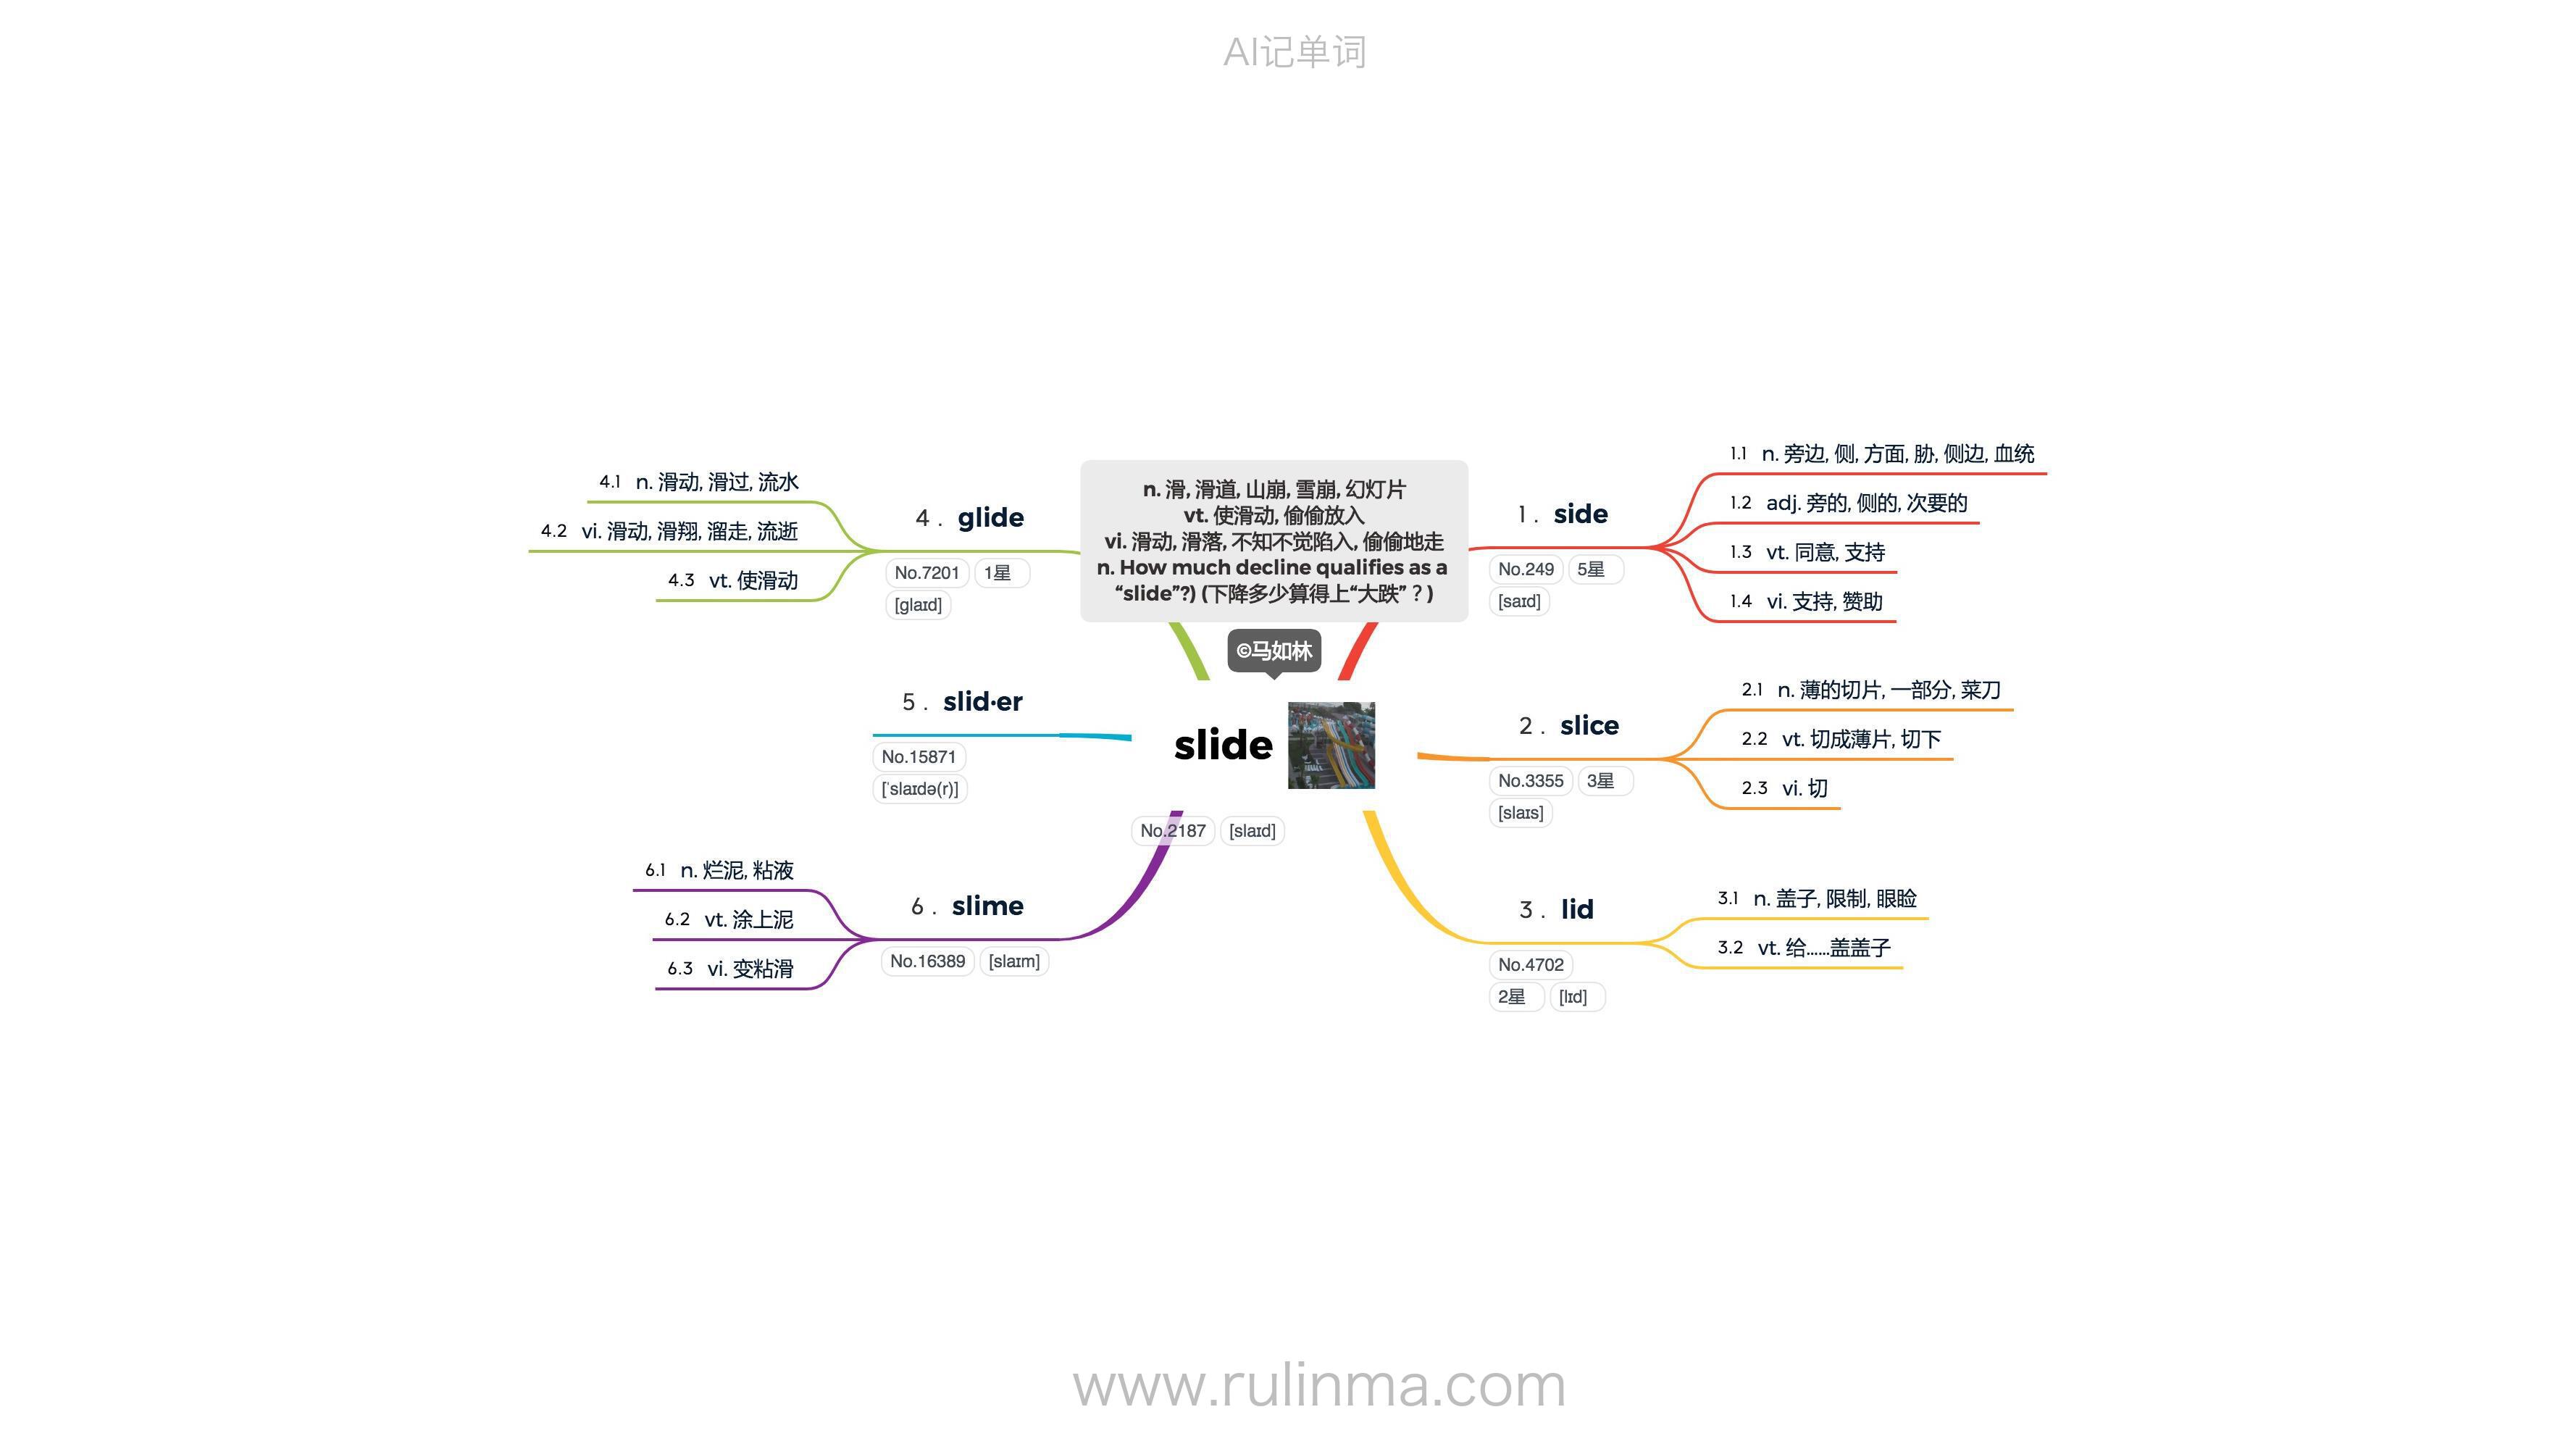 AI记单词
n. 滑, 滑道, 山崩, 雪崩, 幻灯片
vt. 使滑动, 偷偷放入
vi. 滑动, 滑落, 不知不觉陷入, 偷偷地走
n. How much decline qualifies as a
“slide”?) (下降多少算得上“大跌”？)
©马如林
slide
No.2187 [slaɪd]
1. side
No.249 5星
[saɪd]
1.1 n. 旁边, 侧, 方面, 胁, 侧边, 血统
1.2 adj. 旁的, 侧的, 次要的
1.3 vt. 同意, 支持
1.4 vi. 支持, 赞助
2. slice
No.3355 3星
[slaɪs]
2.1 n. 薄的切片, 一部分, 菜刀
2.2 vt. 切成薄片, 切下
2.3 vi. 切
3. lid
No.4702
2星 [lɪd]
3.1 n. 盖子, 限制, 眼睑
3.2 vt. 给......盖盖子
4. glide
No.7201 1星
[glaɪd]
4.1 n. 滑动, 滑过, 流水
4.2 vi. 滑动, 滑翔, 溜走, 流逝
4.3 vt. 使滑动
5. slid·er
No.15871
[ˈslaɪdə(r)]
6. slime
No.16389 [slaɪm]
6.1 n. 烂泥, 粘液
6.2 vt. 涂上泥
6.3 vi. 变粘滑
www.rulinma.com